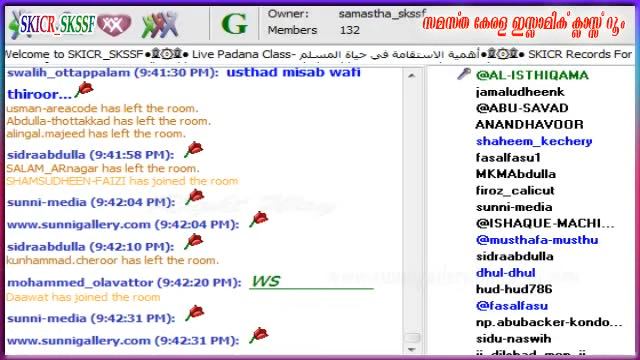 SKICR SKSSF
G
Owner: samastha_skssf
Members 132
സമസ്ത കേരള ഇസ്ലാമിക് ക്ലാസ്സ് റൂം
Welcome to SKICR_SKSSF● ● Live Padana Class- أهمية الاستقامة في حياة المسلم ● ● SKICR Records For
swalih_ottappalam (9:41:30 PM): usthad misab wafi
thiroor...
usman-areacode has left the room.
Abdulla-thottakkad has left the room.
alingal.majeed has left the room.
sidraabdulla (9:41:58 PM):
SALAM_ARnagar has left the room.
SHAMSUDHEEN-FAIZI has joined the room
sunni-media (9:42:04 PM):
www.sunnigallery.com (9:42:04 PM):
sidraabdulla (9:42:10 PM):
kunhammad.cheroor has left the room.
mohammed_olavattor (9:42:20 PM): WS
Daawat has joined the room
sunni-media (9:42:31 PM):
www.sunnigallery.com (9:42:31 PM):
@AL-ISTHIQAMA
jamaludheenk
@ABU-SAVAD
ANANDHAVOOR
shaheem_kechery
fasalfasu1
MKMAbdulla
firoz_calicut
sunni-media
@ISHAQUE-MACHI...
@musthafa-musthu
sidraabdulla
dhul-dhul
hud-hud786
@fasalfasu
np.abubacker-kondo...
sidu-naswih